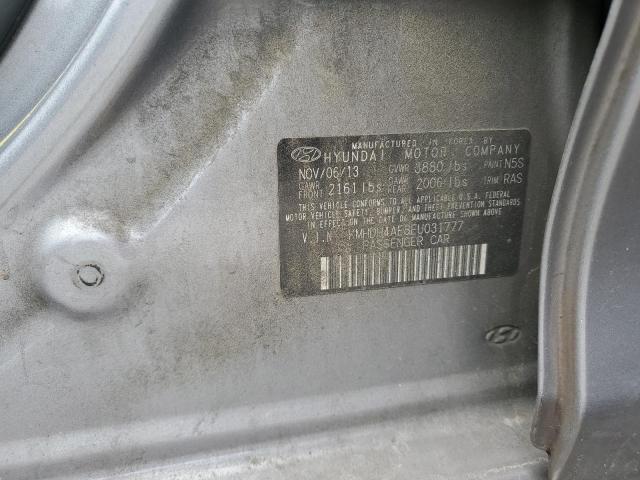 MANUFACTURED IN KOREA BY
HYUNDAI MOTOR COMPANY
NOV/06/13 GVWR 3880 lbs PAINT N5S
GAWR FRONT 2161 lbs GAWR REAR 2006 lbs TRIM RAS
THIS VEHICLE CONFORMS TO ALL APPLICABLE U.S.A. FEDERAL
MOTOR VEHICLE SAFETY, BUMPER AND THEFT PREVENTION STANDARDS
IN EFFECT ON THE DATE OF MANUFACTURE SHOWN ABOVE.
V.I.N. KMHDH4AE6EU031777
PASSENGER CAR